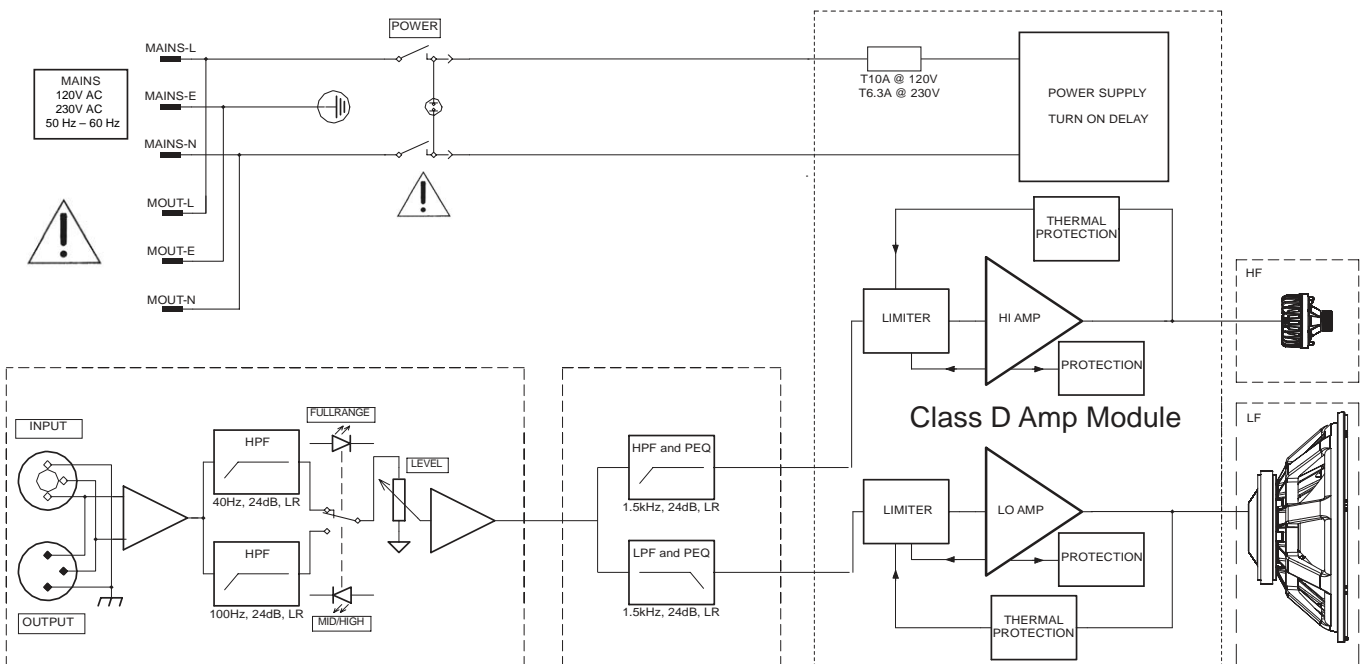 POWER
MAINS-L
MAINS
120V AC
230V AC
50 Hz – 60 Hz
MAINS-E
MAINS-N
MOUT-L
MOUT-E
MOUT-N
T10A @ 120V
T6.3A @ 230V
POWER SUPPLY
TURN ON DELAY
THERMAL
PROTECTION
LIMITER
HI AMP
PROTECTION
HF
Class D Amp Module
LF
LIMITER
LO AMP
PROTECTION
THERMAL
PROTECTION
INPUT
OUTPUT
HPF
40Hz, 24dB, LR
HPF
100Hz, 24dB, LR
FULLRANGE
LEVEL
MID/HIGH
HPF and PEQ
1.5kHz, 24dB, LR
LPF and PEQ
1.5kHz, 24dB, LR